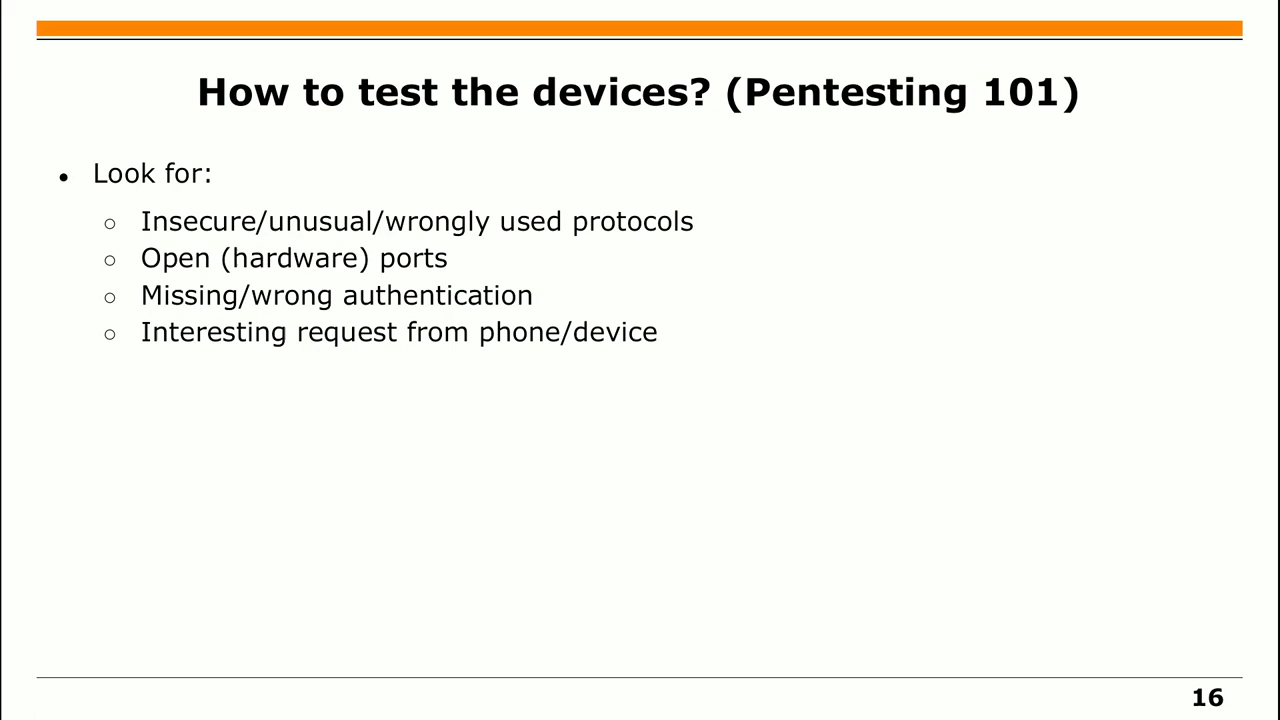 How to test the devices? (Pentesting 101)
● Look for:
○ Insecure/unusual/wrongly used protocols
○ Open (hardware) ports
○ Missing/wrong authentication
○ Interesting request from phone/device
16